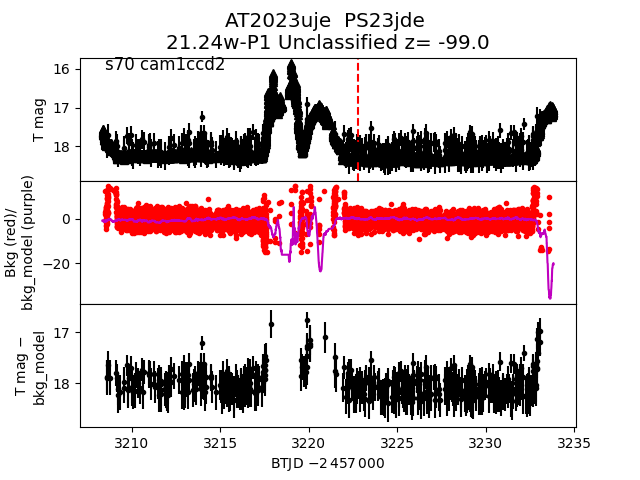 AT2023uje  PS23jde
21.24w-P1 Unclassified z= -99.0
s70 cam1ccd2
T mag
16
17
18
Bkg (red)/
bkg_model (purple)
0
−20
T mag −
bkg_model
17
18
3210
3215
3220
3225
3230
3235
BTJD −2 457 000